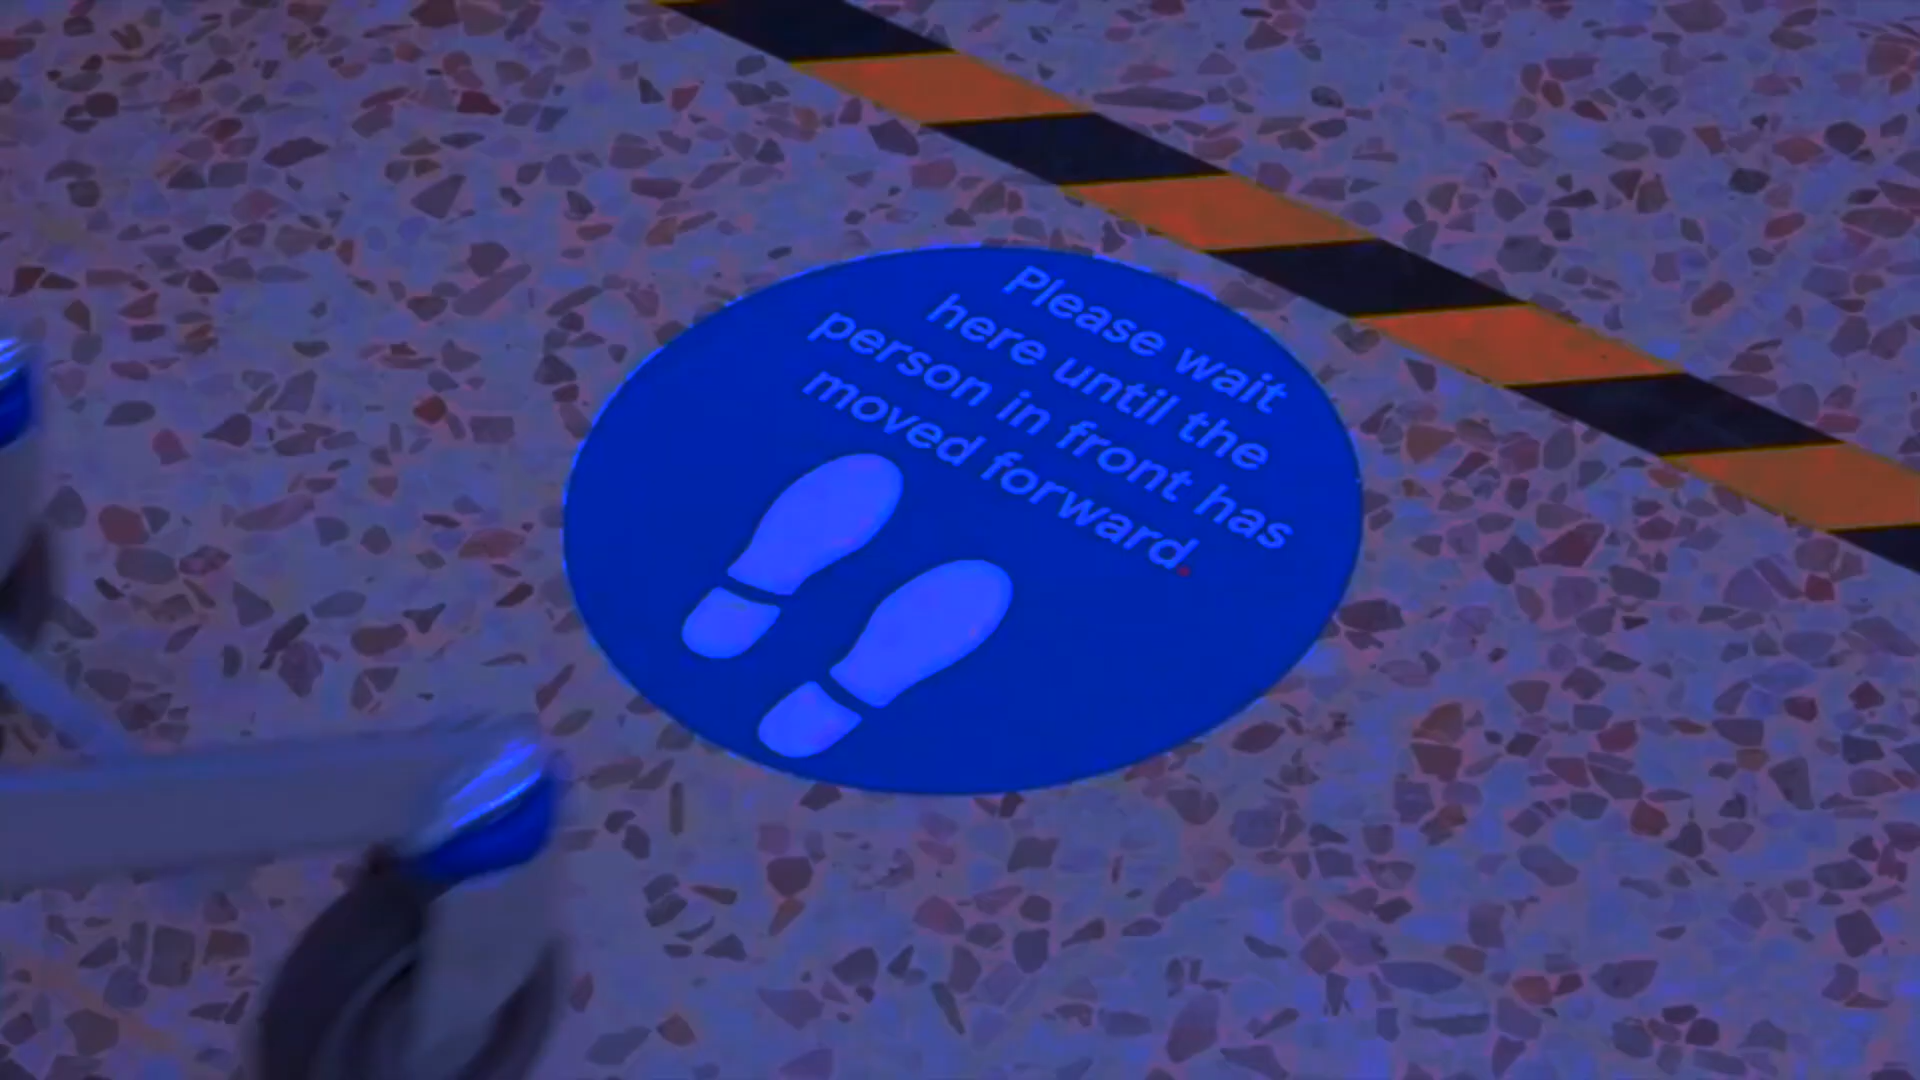 Please wait
here until the
person in front has
moved forward.